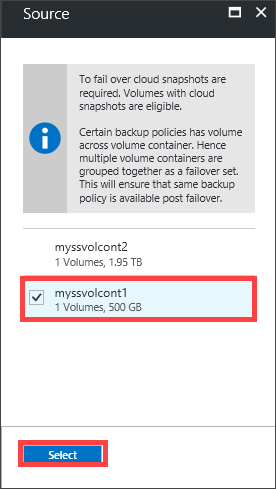 Source
To fail over cloud snapshots are
required. Volumes with cloud
snapshots are eligible.
Certain backup policies has volume
across volume container. Hence
multiple volume containers are
grouped together as a failover set.
This will ensure that same backup
policy is available post failover.
myssvolcont2
1 Volumes, 1.95 TB
myssvolcont1
1 Volumes, 500 GB
Select